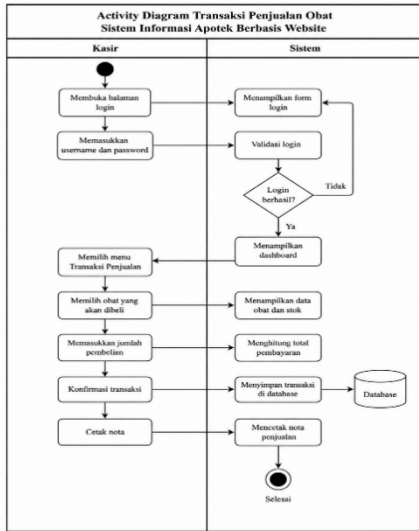 Activity Diagram Transaksi Penjualan Obat
Sistem Informasi Apotek Berbasis Website
Kasir
Sistem
Membuka halaman
login
Menampilkan form
login
Memasukkan
username dan password
Validasi login
Login
berhasil?
Tidak
Ya
Menampilkan
dashboard
Memilih menu
Transaksi Penjualan
Memilih obat yang
akan dibeli
Menampilkan data
obat dan stok
Memasukkan jumlah
pembelian
Menghitung total
pembayaran
Konfirmasi transaksi
Menyimpan transaksi
di database
Database
Cetak nota
Mencetak nota
penjualan
Selesai